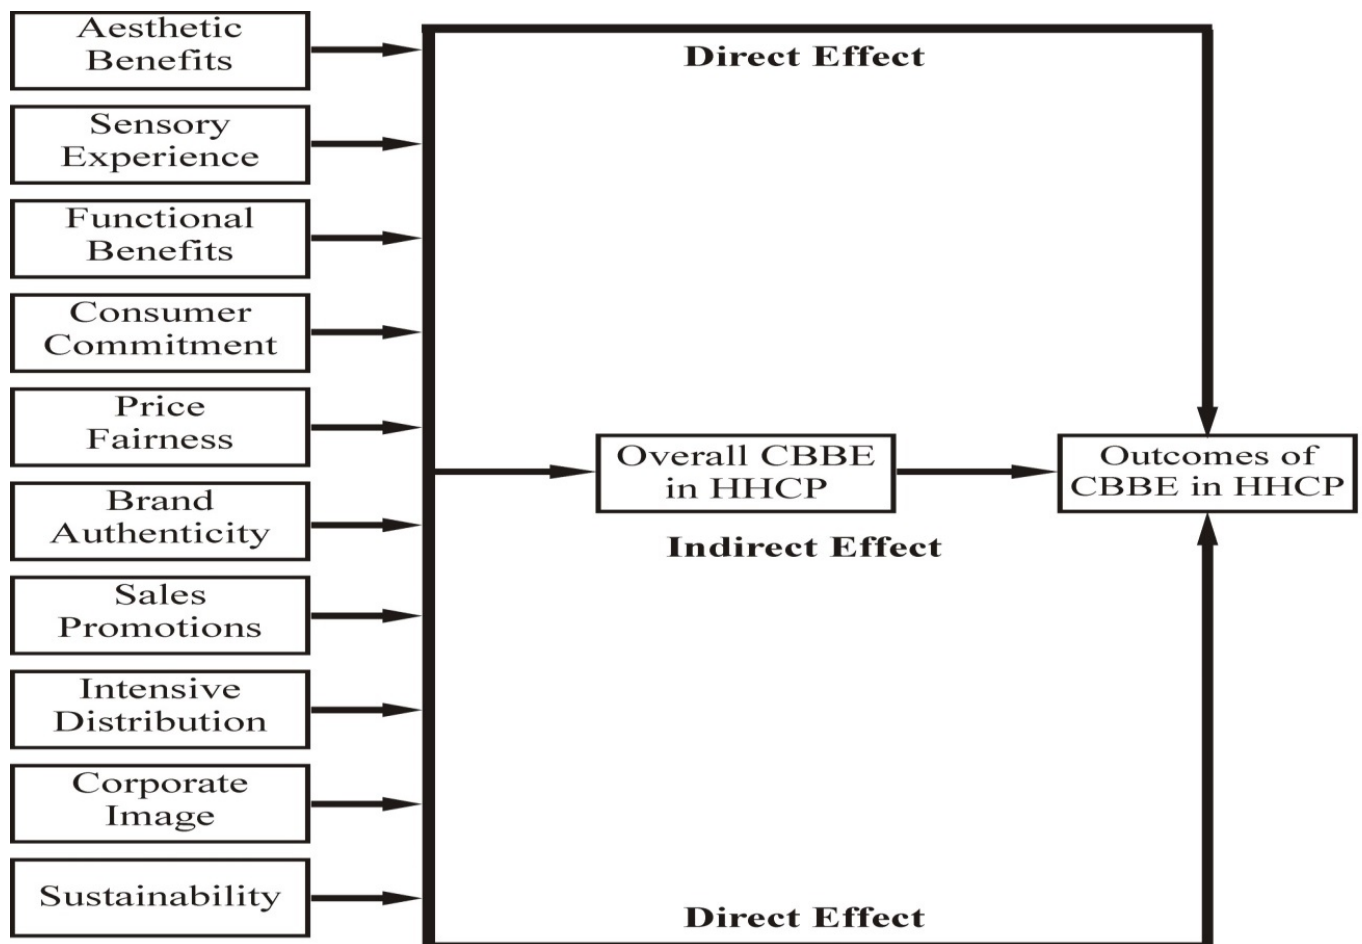 Aesthetic
Benefits
Sensory
Experience
Functional
Benefits
Consumer
Commitment
Price
Fairness
Brand
Authenticity
Sales
Promotions
Intensive
Distribution
Corporate
Image
Sustainability
Direct Effect
Overall CBBE
in HHCP
Indirect Effect
Outcomes of
CBBE in HHCP
Direct Effect